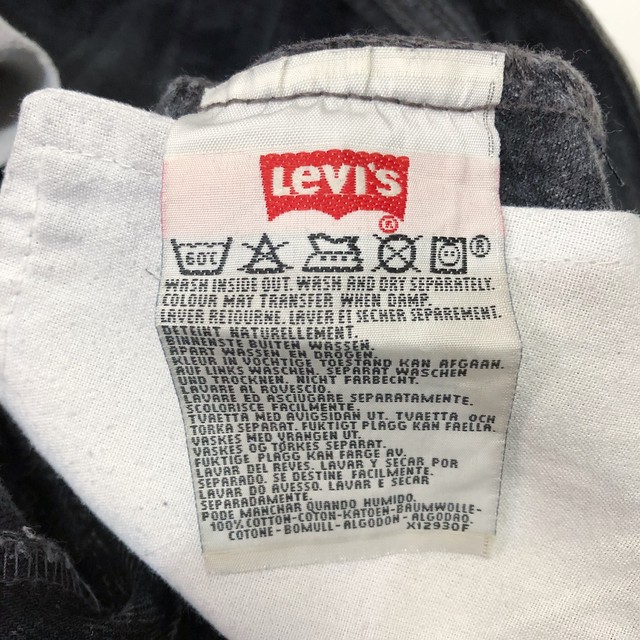 LEVI'S
®
60C ®
WASH INSIDE OUT. WASH AND DRY SEPARATELY.
COLOUR MAY TRANSFER WHEN DAMP.
LAVER RETOURNE. LAVER ET SECHER SEPAREMENT.
DETEINT NATURELLEMENT.
BINNENSTE BUITEN WASSEN.
APART WASSEN EN DROGEN.
KLEUR IN VOCHTIGE TOESTAND KAN AFGAAN.
AUF LINKS WASCHEN, SEPARAT WASCHEN
UND TROCKNEN. NICHT FARBECHT.
LAVARE AL ROVESCIO.
LAVARE ED ASCIUGARE SEPARATAMENTE.
SCOLORISCE FACILMENTE.
TVAETTA MED AVIGSIDAN UT. TVAETTA OCH
TORKA SEPARAT. FUKTIGT PLAGG KAN FAELLA.
VASKES MED VRANGEN UT.
VASKES OG TØRKES SEPARAT.
FUKTIGE PLAGG KAN FARGE AV.
LAVAR DEL REVES. LAVAR Y SECAR POR
SEPARADO. SE DESTINE FACILMENTE.
LAVAR DO AVESSO. LAVAR E SECAR
SEPARADAMENTE.
PODE MANCHAR QUANDO HUMIDO.
100% COTTON-COTON-KATOEN-BAUMWOLLE-
COTONE-BOMULL-ALGODON-ALGODAO.
X12930F